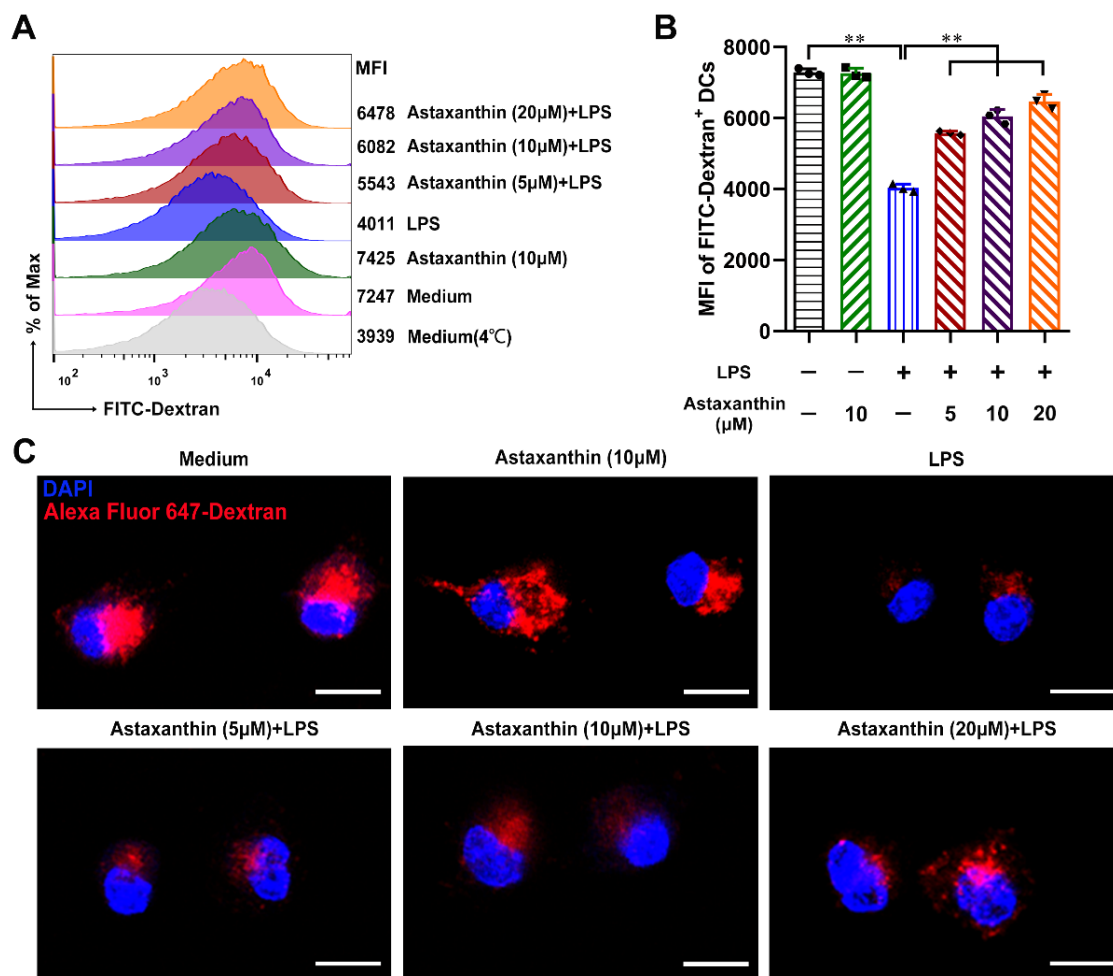 A
MFI
6478 Astaxanthin (20μM)+LPS
6082 Astaxanthin (10μM)+LPS
5543 Astaxanthin (5μM)+LPS
4011 LPS
7425 Astaxanthin (10μM)
7247 Medium
3939 Medium(4℃)
% of Max
10² 10³ 10⁴
FITC-Dextran
B
** **
MFI of FITC-Dextran⁺ DCs
8000
6000
4000
2000
0
LPS — — + + + +
Astaxanthin — 10 — 5 10 20
(μM)
C
Medium Astaxanthin (10μM) LPS
DAPI
Alexa Fluor 647-Dextran
Astaxanthin (5μM)+LPS Astaxanthin (10μM)+LPS Astaxanthin (20μM)+LPS